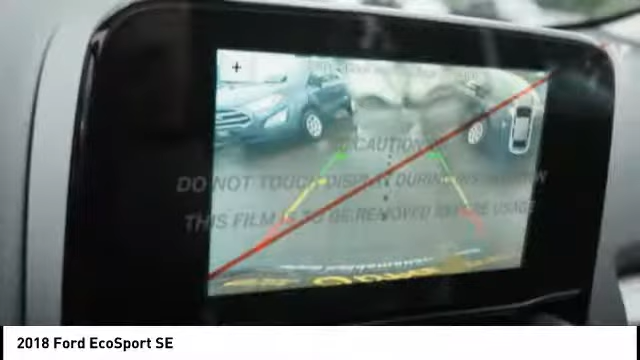 +
CAUTION
DO NOT TOUCH DISPLAY DURING
THIS FILM IS TO BE REMOVED BEFORE USAGE
2018 Ford EcoSport SE